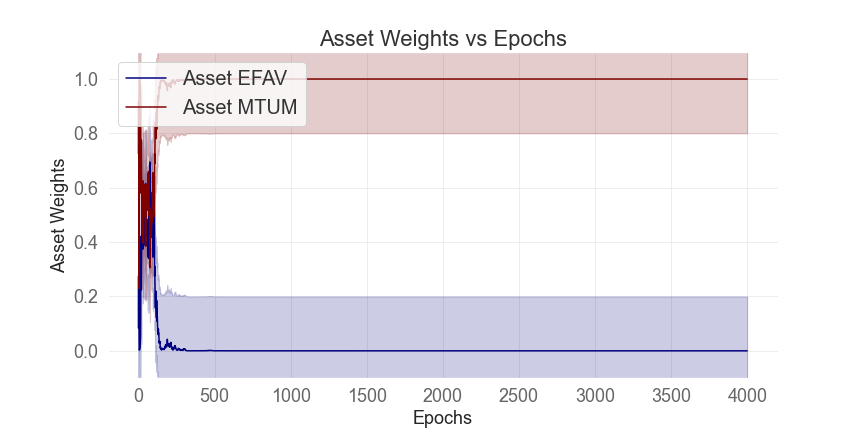 Asset Weights vs Epochs
Asset EFAV
Asset MTUM
Asset Weights
1.0
0.8
0.6
0.4
0.2
0.0
0 500 1000 1500 2000 2500 3000 3500 4000
Epochs